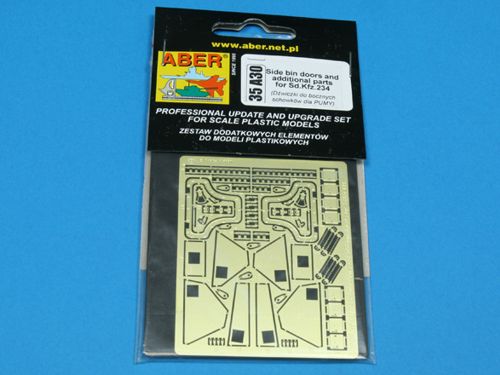 www.aber.net.pl
ABER
SINCE 1995
35 A30
Side bin doors and
additional parts
for Sd.Kfz.234
(Dzwiczki do bocznych
schowków dla PUMY)
PROFESSIONAL UPDATE AND UPGRADE SET
FOR SCALE PLASTIC MODELS
ZESTAW DODATKOWYCH ELEMENTÓW
DO MODELI PLASTIKOWYCH